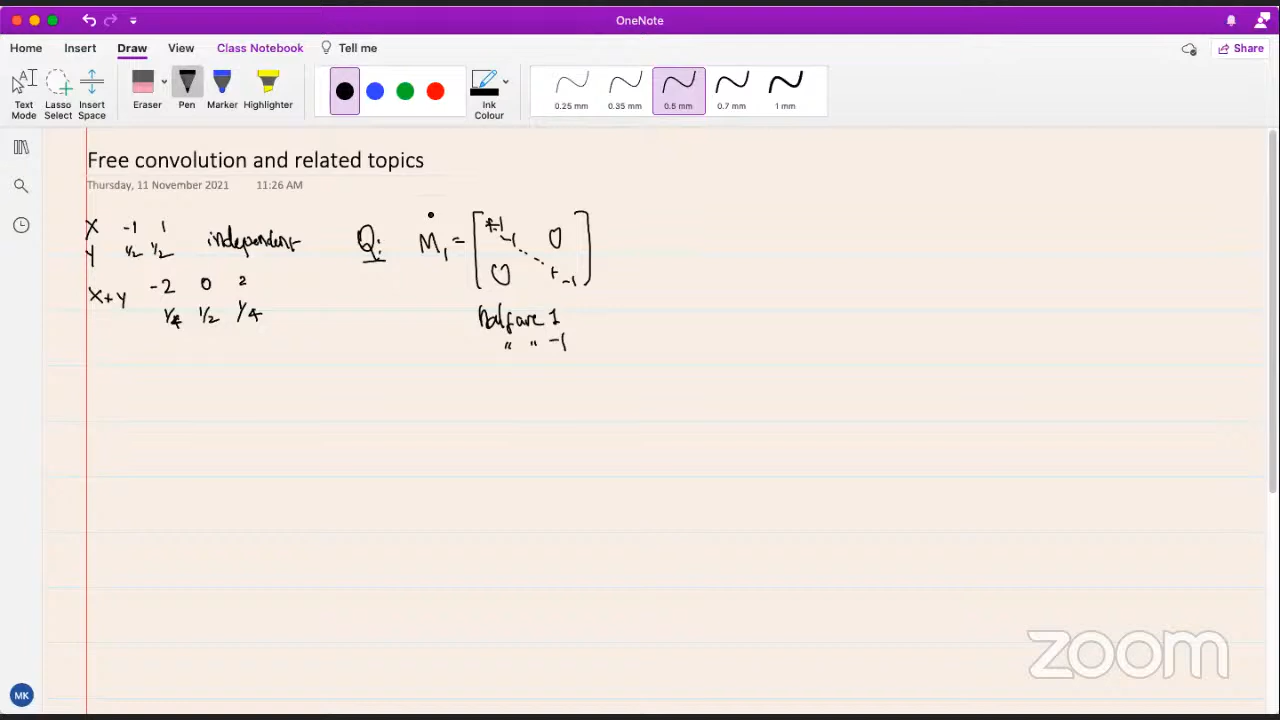 OneNote
Home Insert Draw View Class Notebook Tell me Share
Text Mode Lasso Select Insert Space Eraser Pen Marker Highlighter Ink Colour 0.25 mm 0.35 mm 0.5 mm 0.7 mm 1 mm
Free convolution and related topics
Thursday, 11 November 2021 11:26 AM
X -1 1
Y 1/2 1/2 independent
X+Y -2 0 2
1/4 1/2 1/4
Q: M₁ = [ ±1 -1 0
0 + -1 ]
half are 1
" " -1
zoom
MK